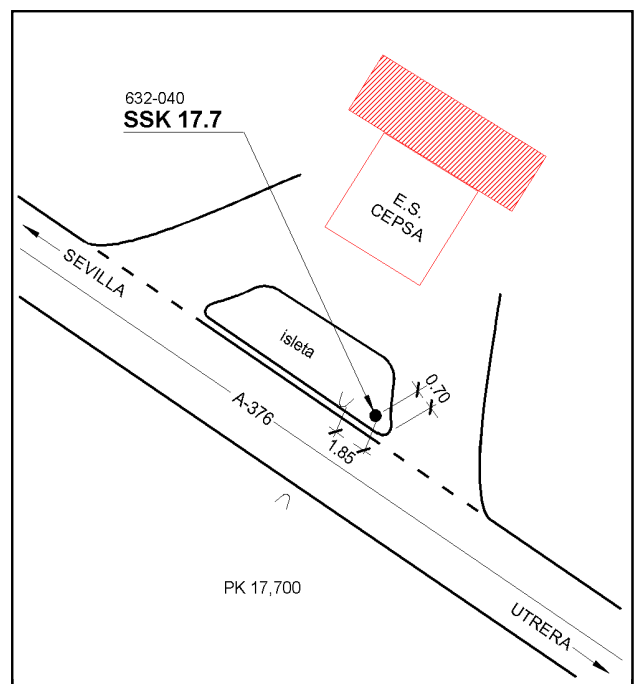 632-040
SSK 17.7
E.S.
CEPSA
SEVILLA
isleta
0.70
A-376
1.85
PK 17,700
UTRERA